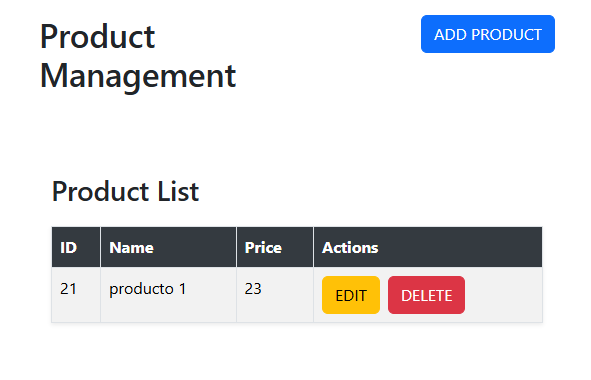 Product
Management
ADD PRODUCT
Product List
ID Name Price Actions
21 producto 1 23 EDIT DELETE